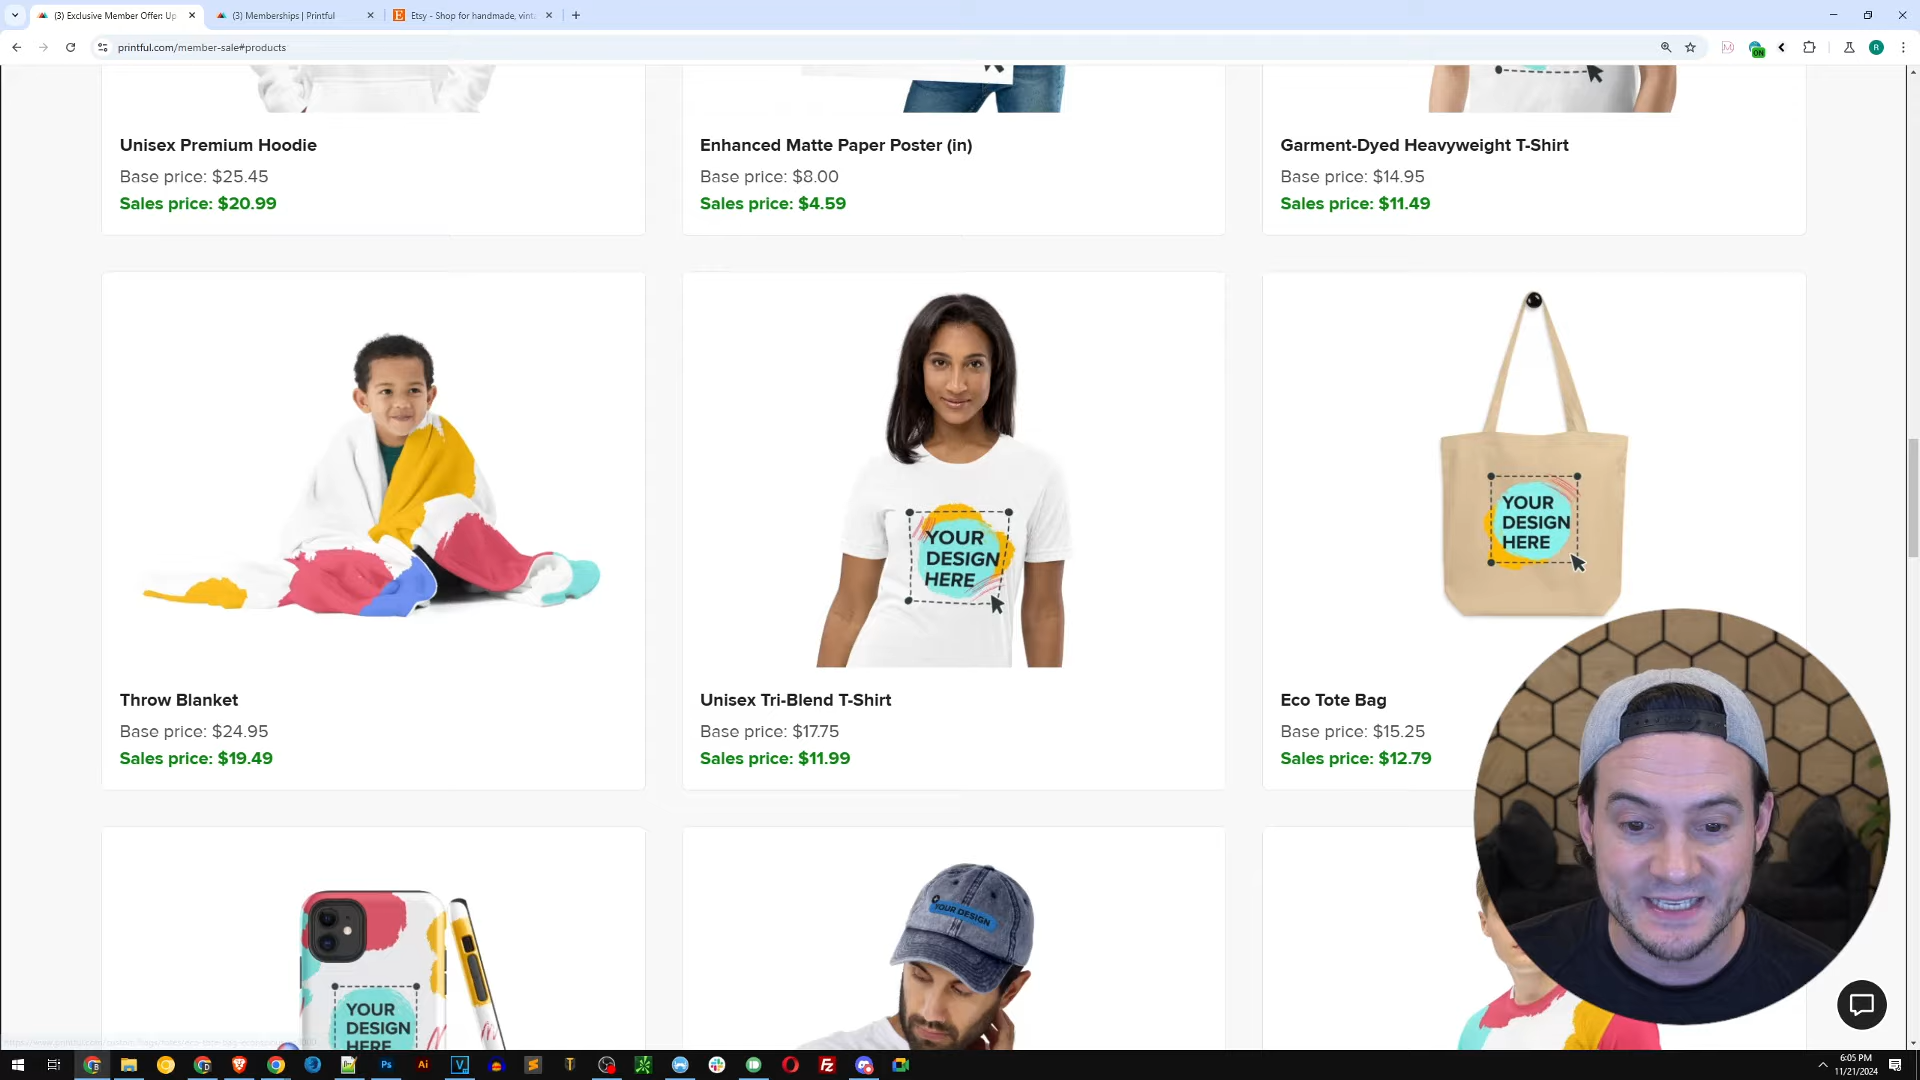 (3) Exclusive Member Offer: Up
(3) Memberships | Printful
Etsy - Shop for handmade, vint
printful.com/member-sale#products
ON
R
Unisex Premium Hoodie
Base price: $25.45
Sales price: $20.99
Enhanced Matte Paper Poster (in)
Base price: $8.00
Sales price: $4.59
Garment-Dyed Heavyweight T-Shirt
Base price: $14.95
Sales price: $11.49
YOUR
DESIGN
HERE
YOUR
DESIGN
HERE
Throw Blanket
Base price: $24.95
Sales price: $19.49
Unisex Tri-Blend T-Shirt
Base price: $17.75
Sales price: $11.99
Eco Tote Bag
Base price: $15.25
Sales price: $12.79
YOUR DESIGN
YOUR
DESIGN
HERE
6:05 PM
11/21/2024